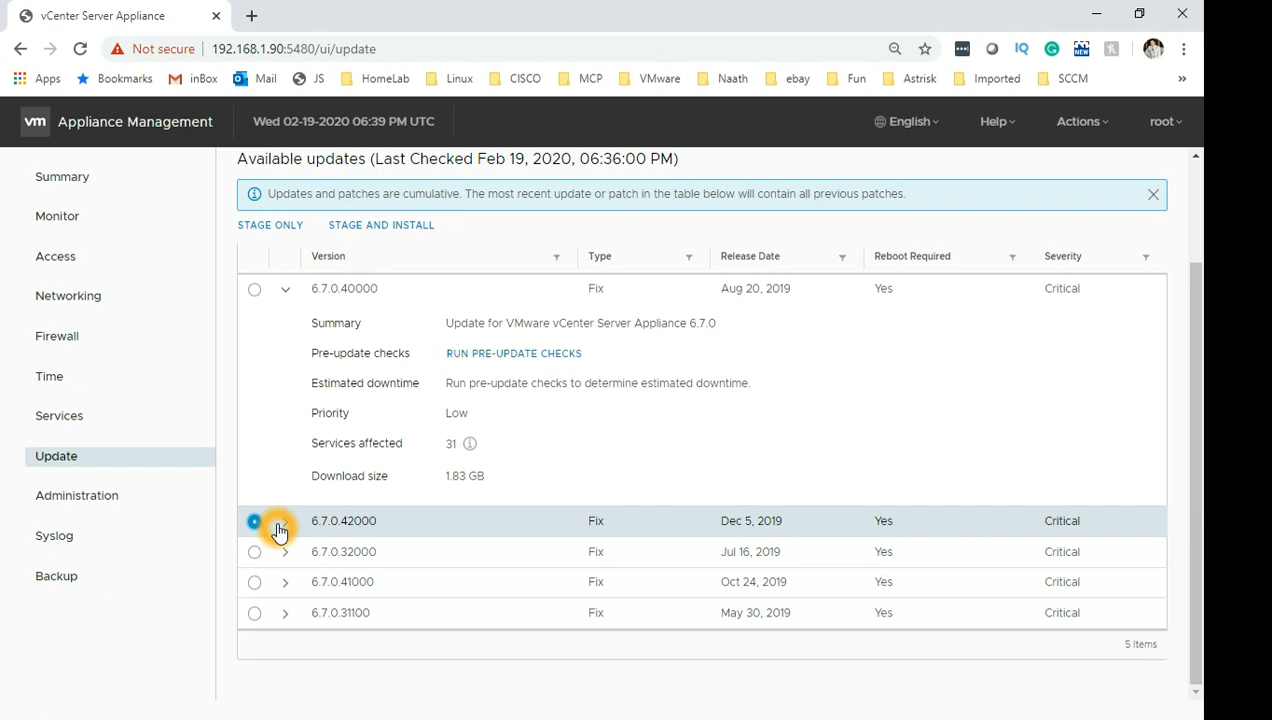 vCenter Server Appliance
Not secure 192.168.1.90:5480/ui/update
IQ NEW
Apps Bookmarks inBox Mail JS HomeLab Linux CISCO MCP VMware Naath ebay Fun Astrisk Imported SCCM »
vm Appliance Management Wed 02-19-2020 06:39 PM UTC English Help Actions root
Summary
Monitor
Access
Networking
Firewall
Time
Services
Update
Administration
Syslog
Backup
Available updates (Last Checked Feb 19, 2020, 06:36:00 PM)
Updates and patches are cumulative. The most recent update or patch in the table below will contain all previous patches.
STAGE ONLY STAGE AND INSTALL
Version Type Release Date Reboot Required Severity
6.7.0.40000 Fix Aug 20, 2019 Yes Critical
Summary Update for VMware vCenter Server Appliance 6.7.0
Pre-update checks RUN PRE-UPDATE CHECKS
Estimated downtime Run pre-update checks to determine estimated downtime.
Priority Low
Services affected 31
Download size 1.83 GB
6.7.0.42000 Fix Dec 5, 2019 Yes Critical
6.7.0.32000 Fix Jul 16, 2019 Yes Critical
6.7.0.41000 Fix Oct 24, 2019 Yes Critical
6.7.0.31100 Fix May 30, 2019 Yes Critical
5 Items